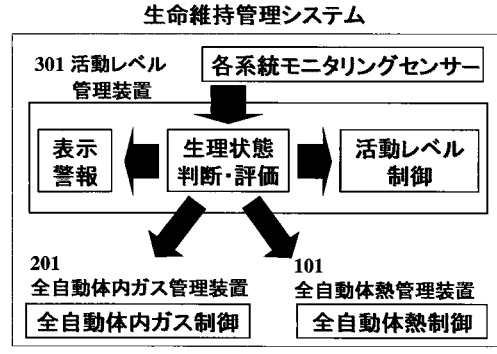 生命維持管理システム
301 活動レベル
管理装置
各系統モニタリングセンサー
表示
警報
生理状態
判断・評価
活動レベル
制御
201
全自動体内ガス管理装置
全自動体内ガス制御
101
全自動体熱管理装置
全自動体熱制御